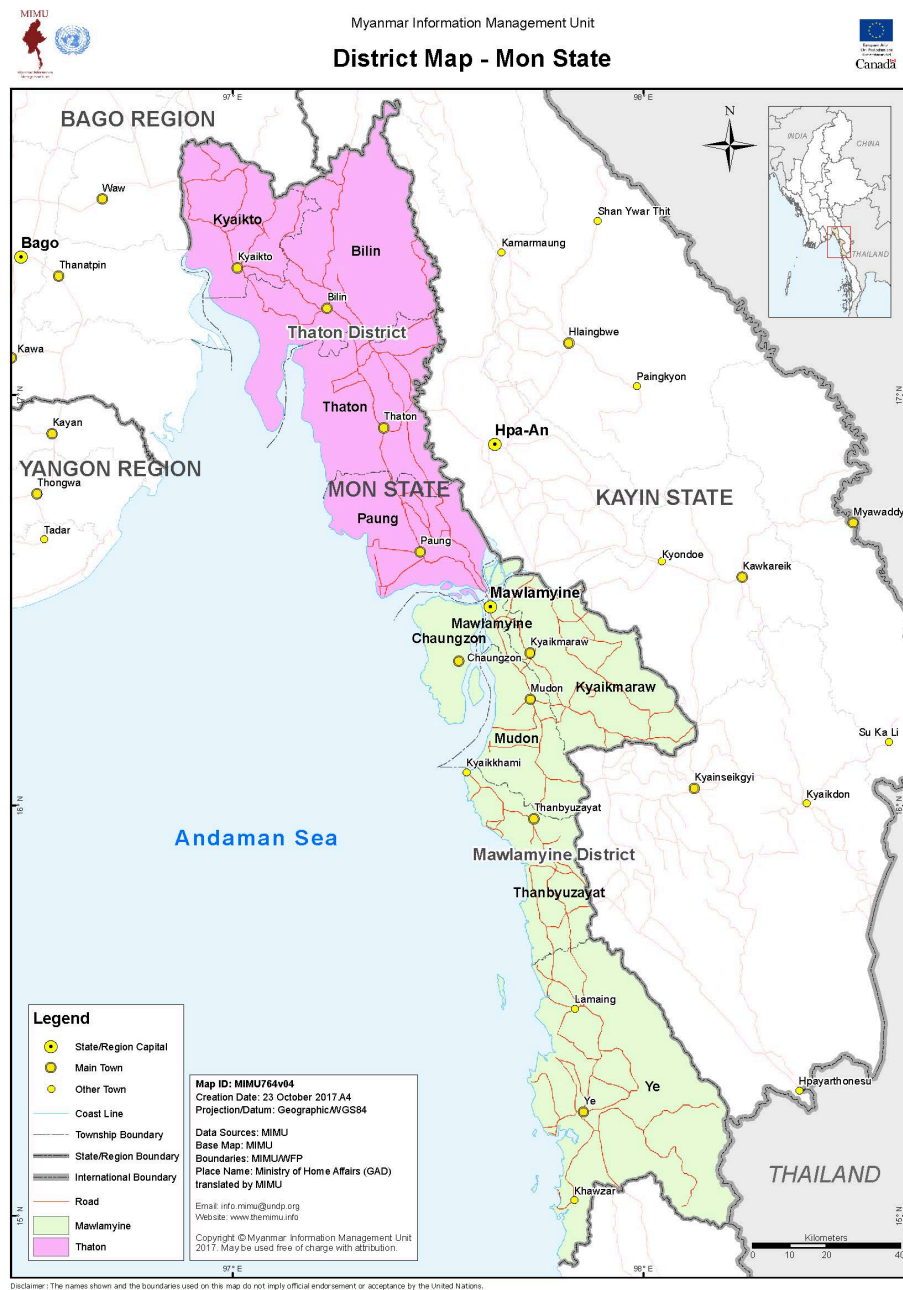 MIMU
Myanmar Information
Management Unit
Myanmar Information Management Unit
District Map - Mon State
European Civil
Canada
97° E
98° E
BAGO REGION
N
INDIA
CHINA
THAILAND
Waw
Kyaikto
Shan Ywar Thit
Bago
Bilin
Kamarmaung
Kyaikto
Thanatpin
Bilin
Thaton District
Hlaingbwe
Kawa
Paingkyon
17° N
17° N
Thaton
Thaton
Kayan
Hpa-An
YANGON REGION
MON STATE
KAYIN STATE
Thongwa
Paung
Myawaddy
Tadar
Paung
Kyondoe
Kawkareik
Mawlamyine
Mawlamyine
Chaungzon
Kyaikmaraw
Chaungzon
Mudon
Kyaikmaraw
Mudon
Su Ka Li
Kyaikkhami
Kyainseikgyi
Kyaikdon
16° N
16° N
Thanbyuzayat
Andaman Sea
Mawlamyine District
Thanbyuzayat
Lamaing
Ye
Ye
Hpayarthonesu
THAILAND
Khawzar
15° N
15° N
Legend
State/Region Capital
Main Town
Other Town
Coast Line
Township Boundary
State/Region Boundary
International Boundary
Road
Mawlamyine
Thaton
Map ID: MIMU764v04
Creation Date: 23 October 2017.A4
Projection/Datum: Geographic/WGS84
Data Sources: MIMU
Base Map: MIMU
Boundaries: MIMU/WFP
Place Name: Ministry of Home Affairs (GAD)
translated by MIMU
Email: info.mimu@undp.org
Website: www.themimu.info
Copyright © Myanmar Information Management Unit
2017. May be used free of charge with attribution.
Kilometers
0 10 20 40
97° E
98° E
Disclaimer: The names shown and the boundaries used on this map do not imply official endorsement or acceptance by the United Nations.